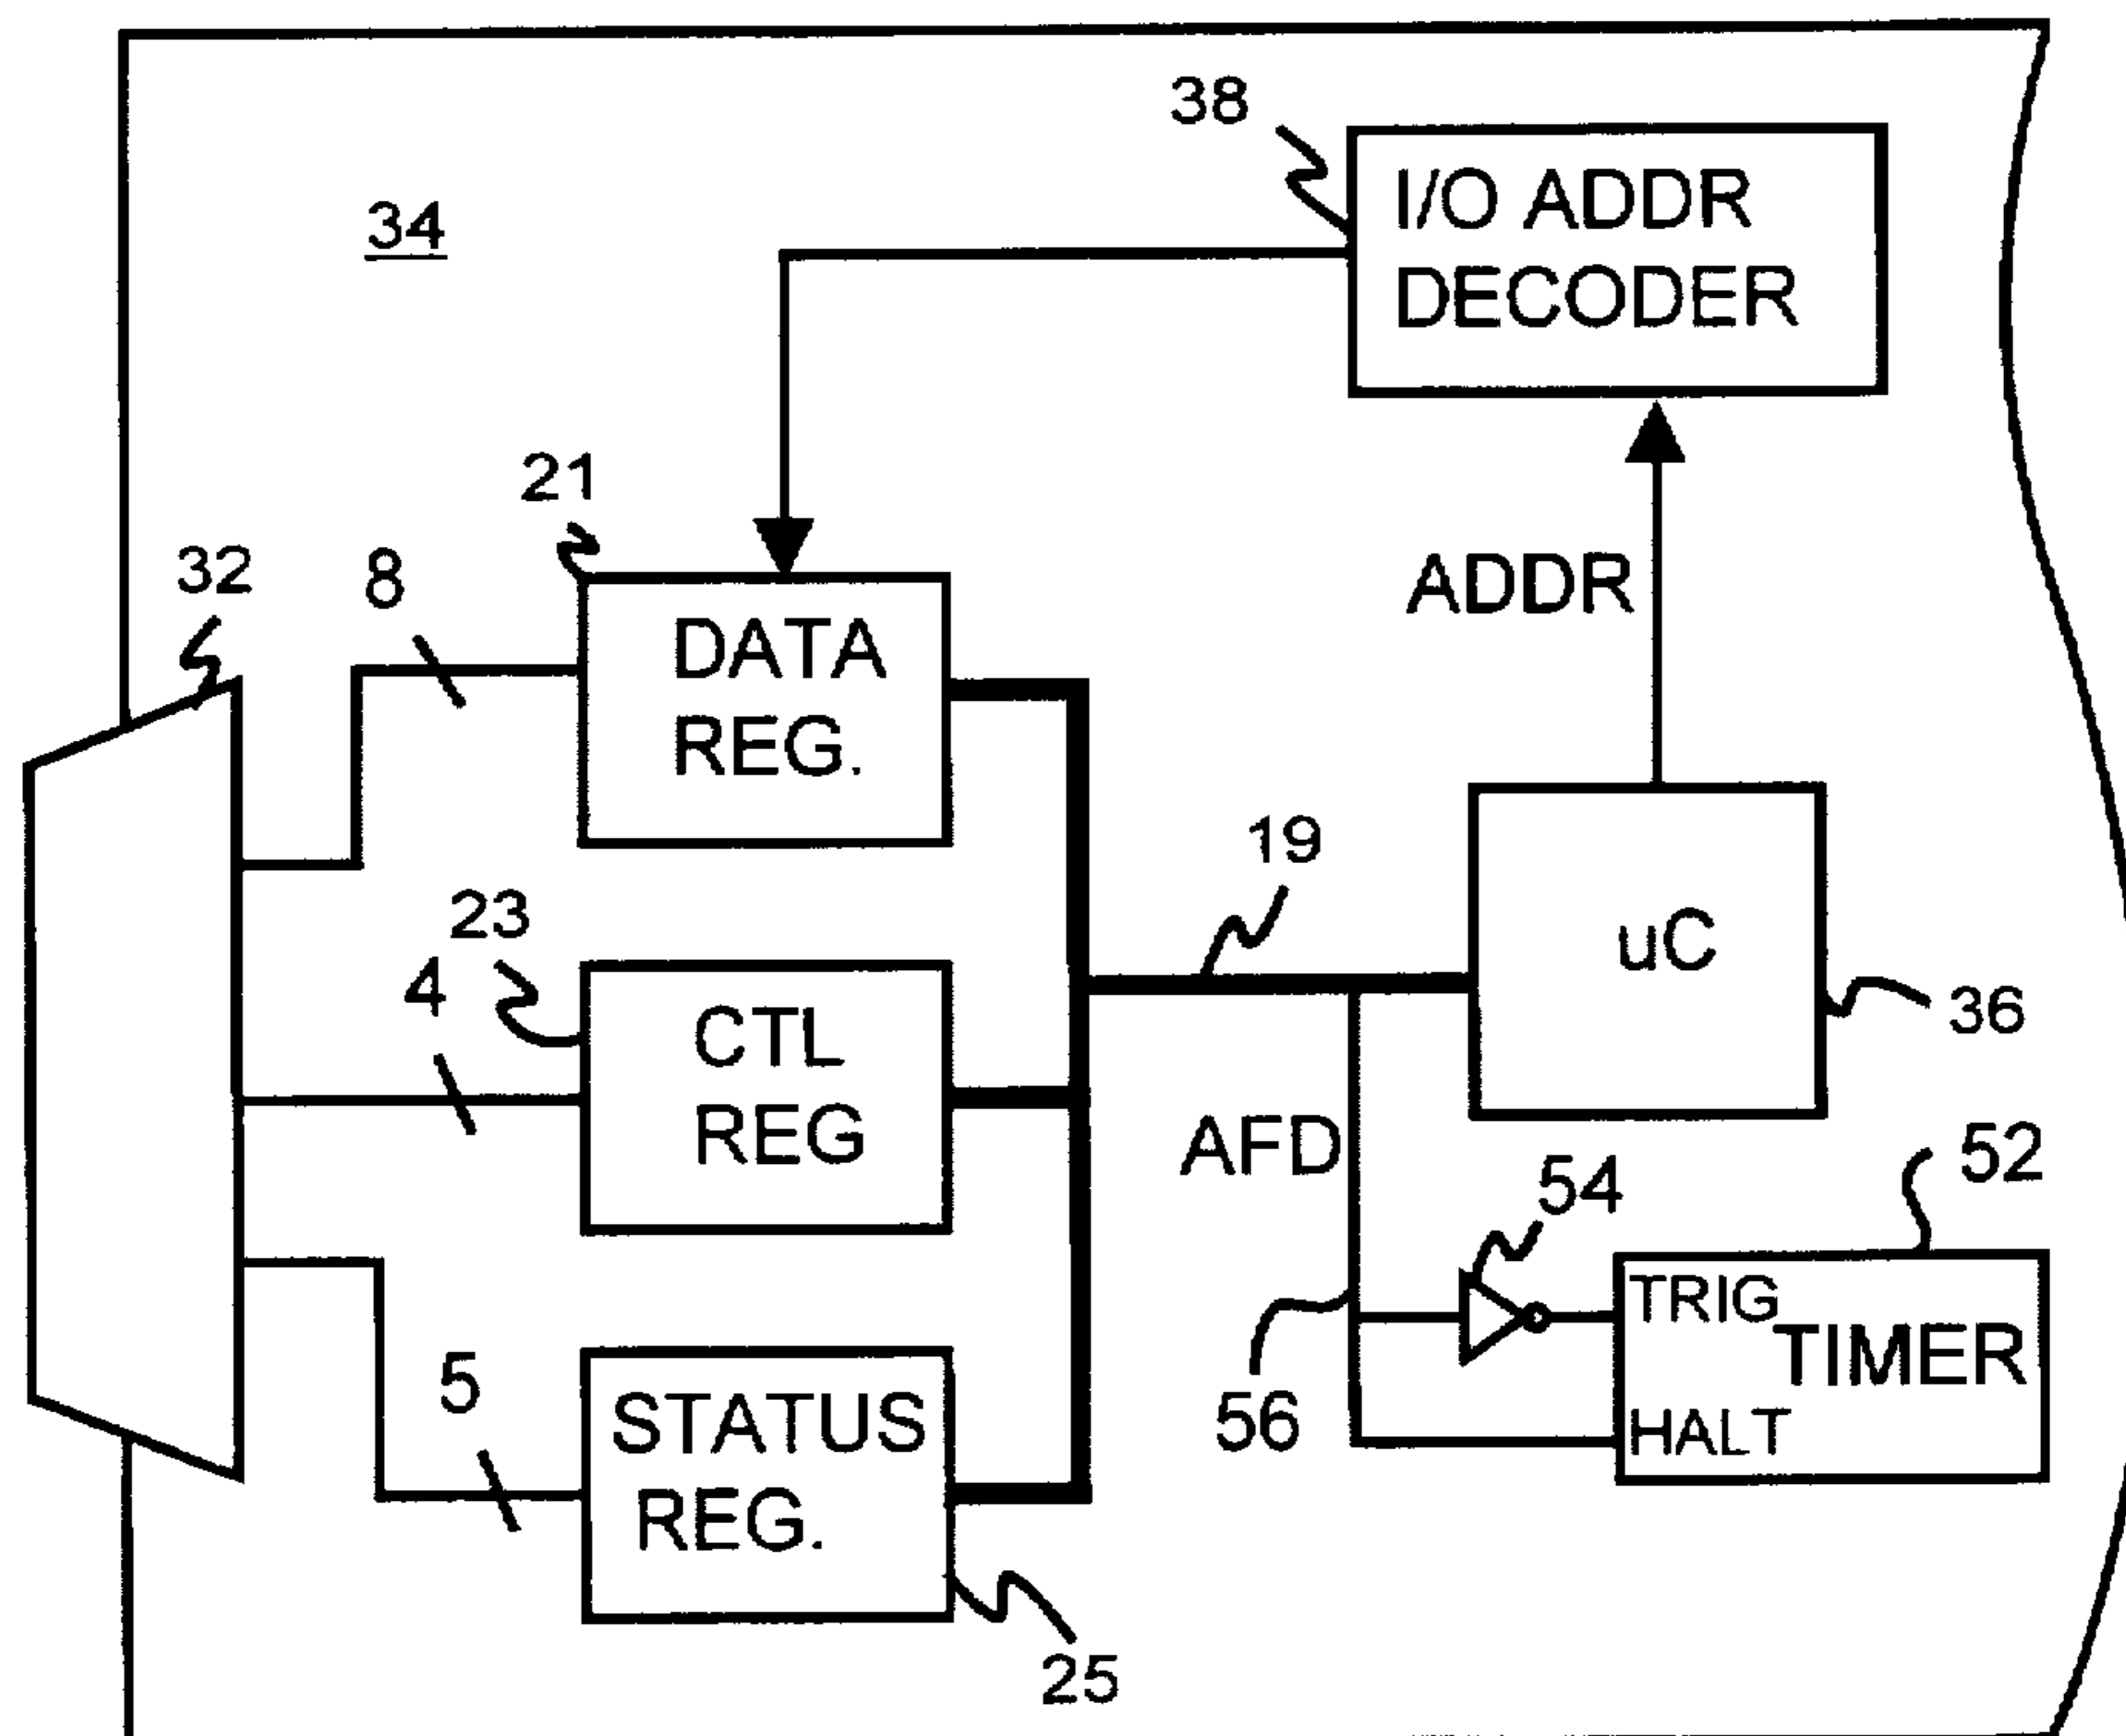 38
I/O ADDR
DECODER
34
21
32
8
DATA
REG.
ADDR
19
23
4
uC
36
CTL
REG
AFD
54
52
TRIG
TIMER
HALT
56
5
STATUS
REG.
25